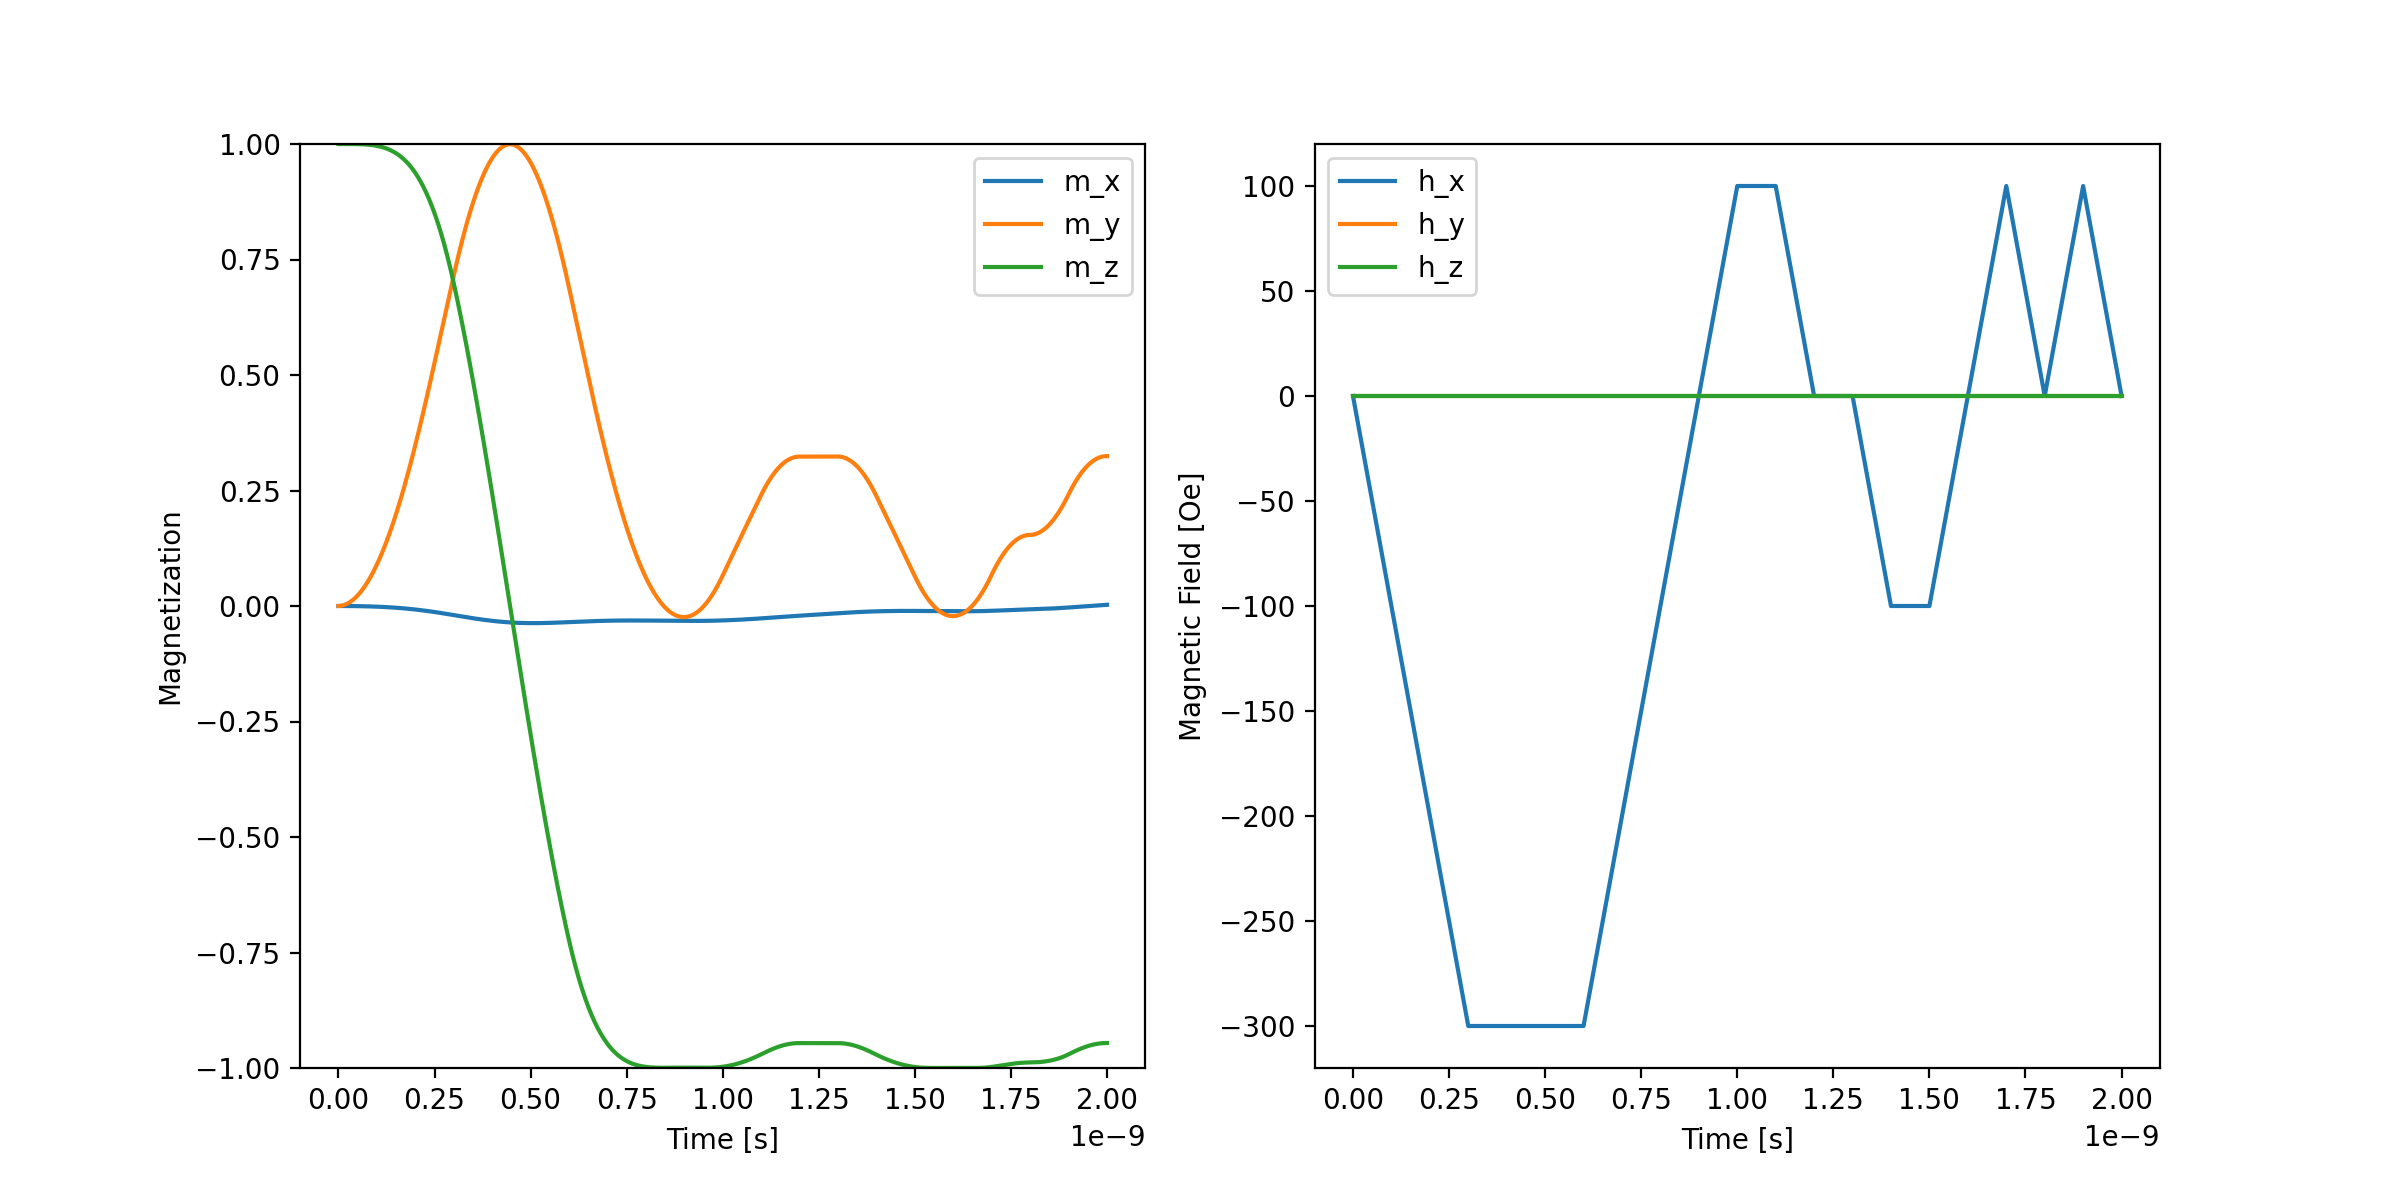 1.00
0.75
0.50
0.25
0.00
−0.25
−0.50
−0.75
−1.00
Magnetization
m_x
m_y
m_z
0.00 0.25 0.50 0.75 1.00 1.25 1.50 1.75 2.00
Time [s]
1e−9
100
50
0
−50
−100
−150
−200
−250
−300
Magnetic Field [Oe]
h_x
h_y
h_z
0.00 0.25 0.50 0.75 1.00 1.25 1.50 1.75 2.00
Time [s]
1e−9